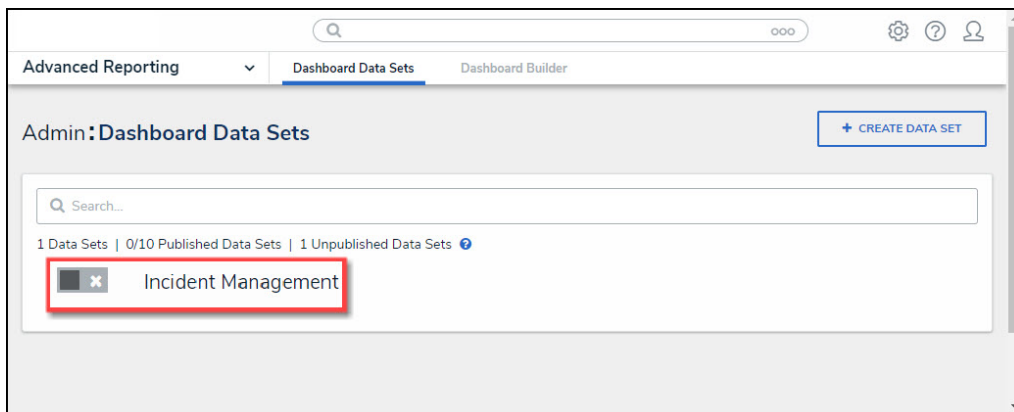 Advanced Reporting
Dashboard Data Sets
Dashboard Builder
Admin:Dashboard Data Sets
+ CREATE DATA SET
Search...
1 Data Sets | 0/10 Published Data Sets | 1 Unpublished Data Sets
Incident Management